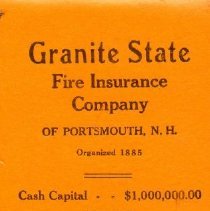 Granite State
Fire Insurance
Company
OF PORTSMOUTH, N. H.
Organized 1885
Cash Capital - - $1,000,000.00